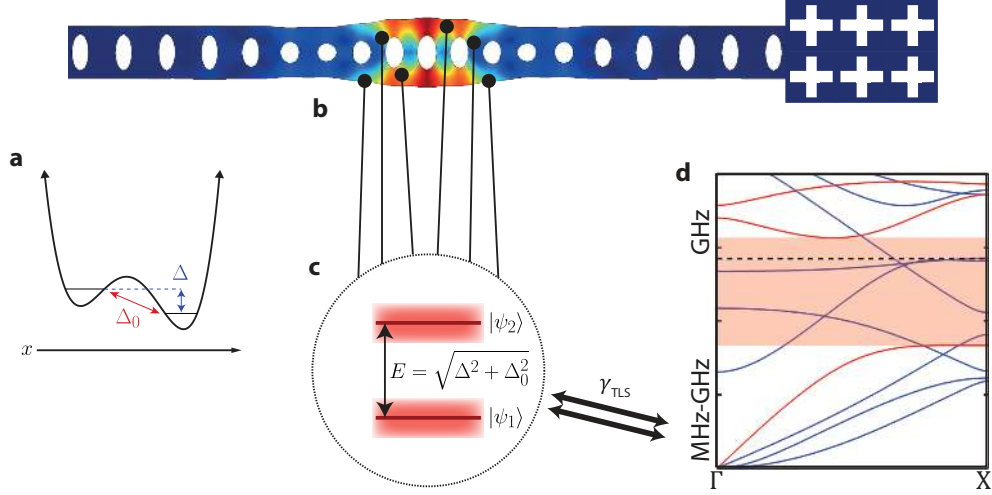 b
a
Δ
Δ₀
x
c
|ψ₂⟩
E = √Δ² + Δ₀²
|ψ₁⟩
γTLS
d
GHz
MHz-GHz
Γ
X